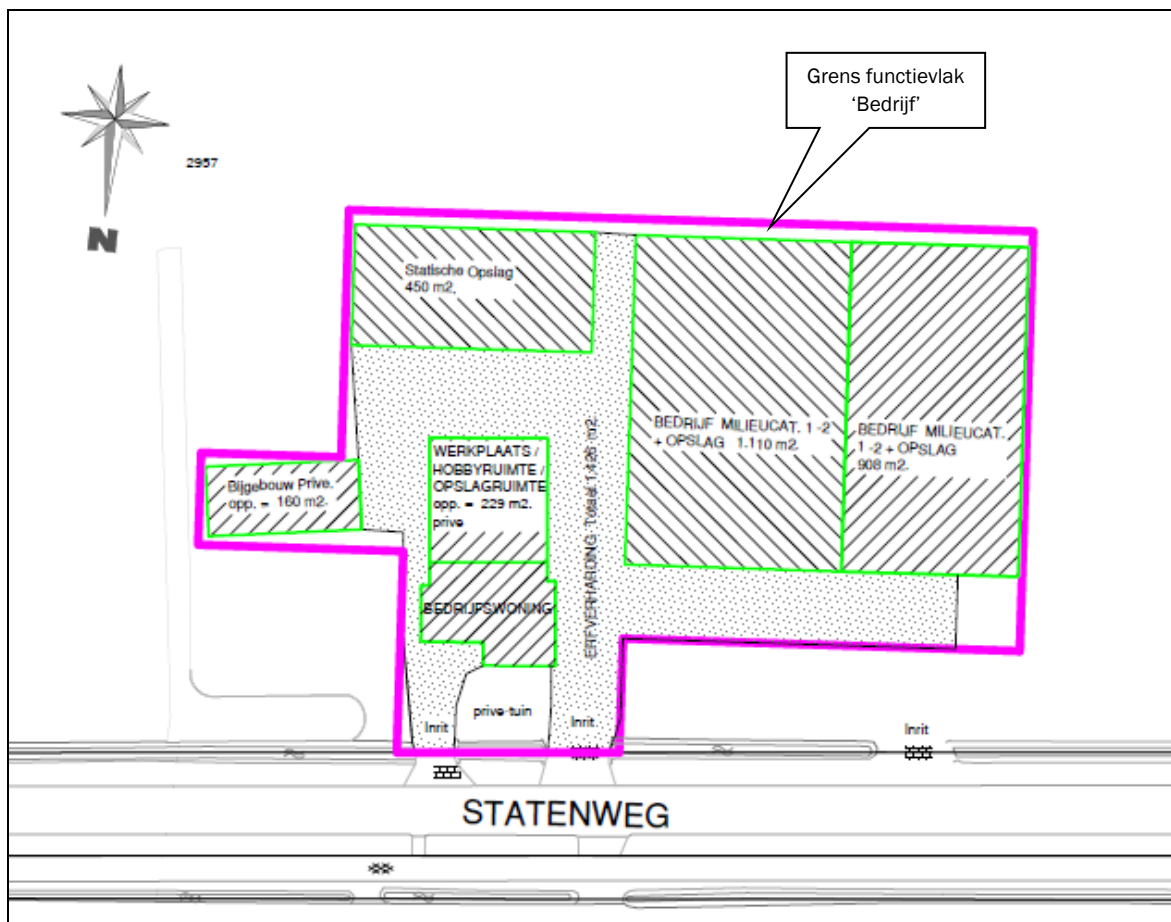 Grens functievlak
‘Bedrijf’
2957
N
Statische Opslag
450 m2.
BEDRIJF MILIEUCAT. 1 -2
+ OPSLAG 1.110 m2.
BEDRIJF MILIEUCAT.
1 -2 + OPSLAG
908 m2.
WERKPLAATS /
HOBBYRUIMTE /
OPSLAGRUIMTE
opp. = 229 m2.
prive
Bijgebouw Prive.
opp. = 160 m2.
ERFVERHARDING Totaal 1.426 m2.
BEDRIJFSWONING
prive-tuin
Inrit
Inrit
Inrit
STATENWEG